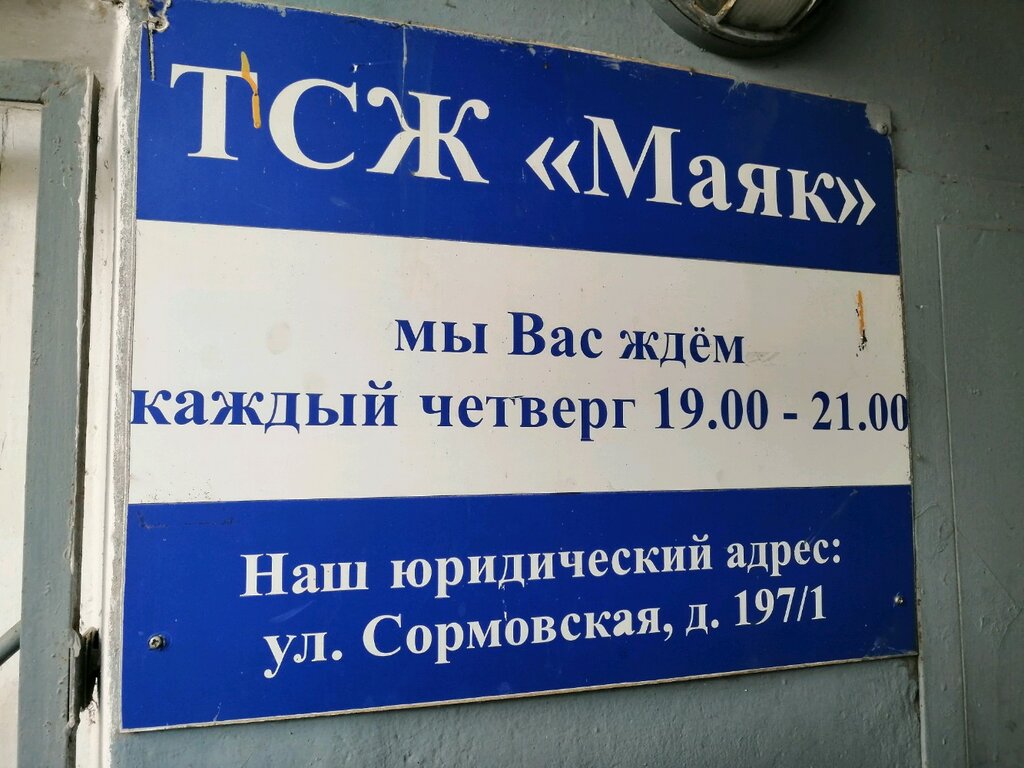 ТСЖ «Маяк»
мы Вас ждём
каждый четверг 19.00 - 21.00
Наш юридический адрес:
ул. Сормовская, д. 197/1